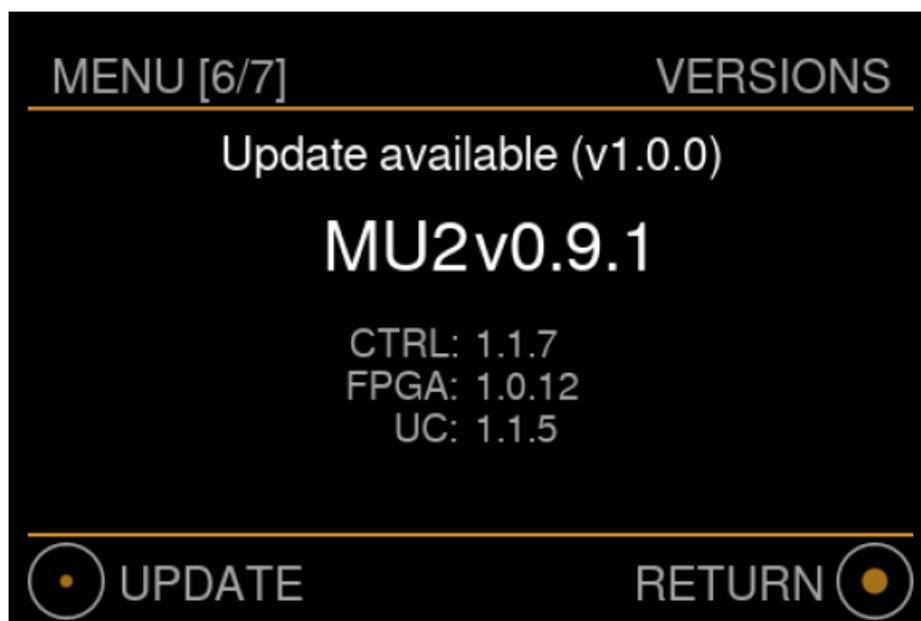 MENU [6/7] VERSIONS
Update available (v1.0.0)
MU2v0.9.1
CTRL: 1.1.7
FPGA: 1.0.12
UC: 1.1.5
UPDATE RETURN